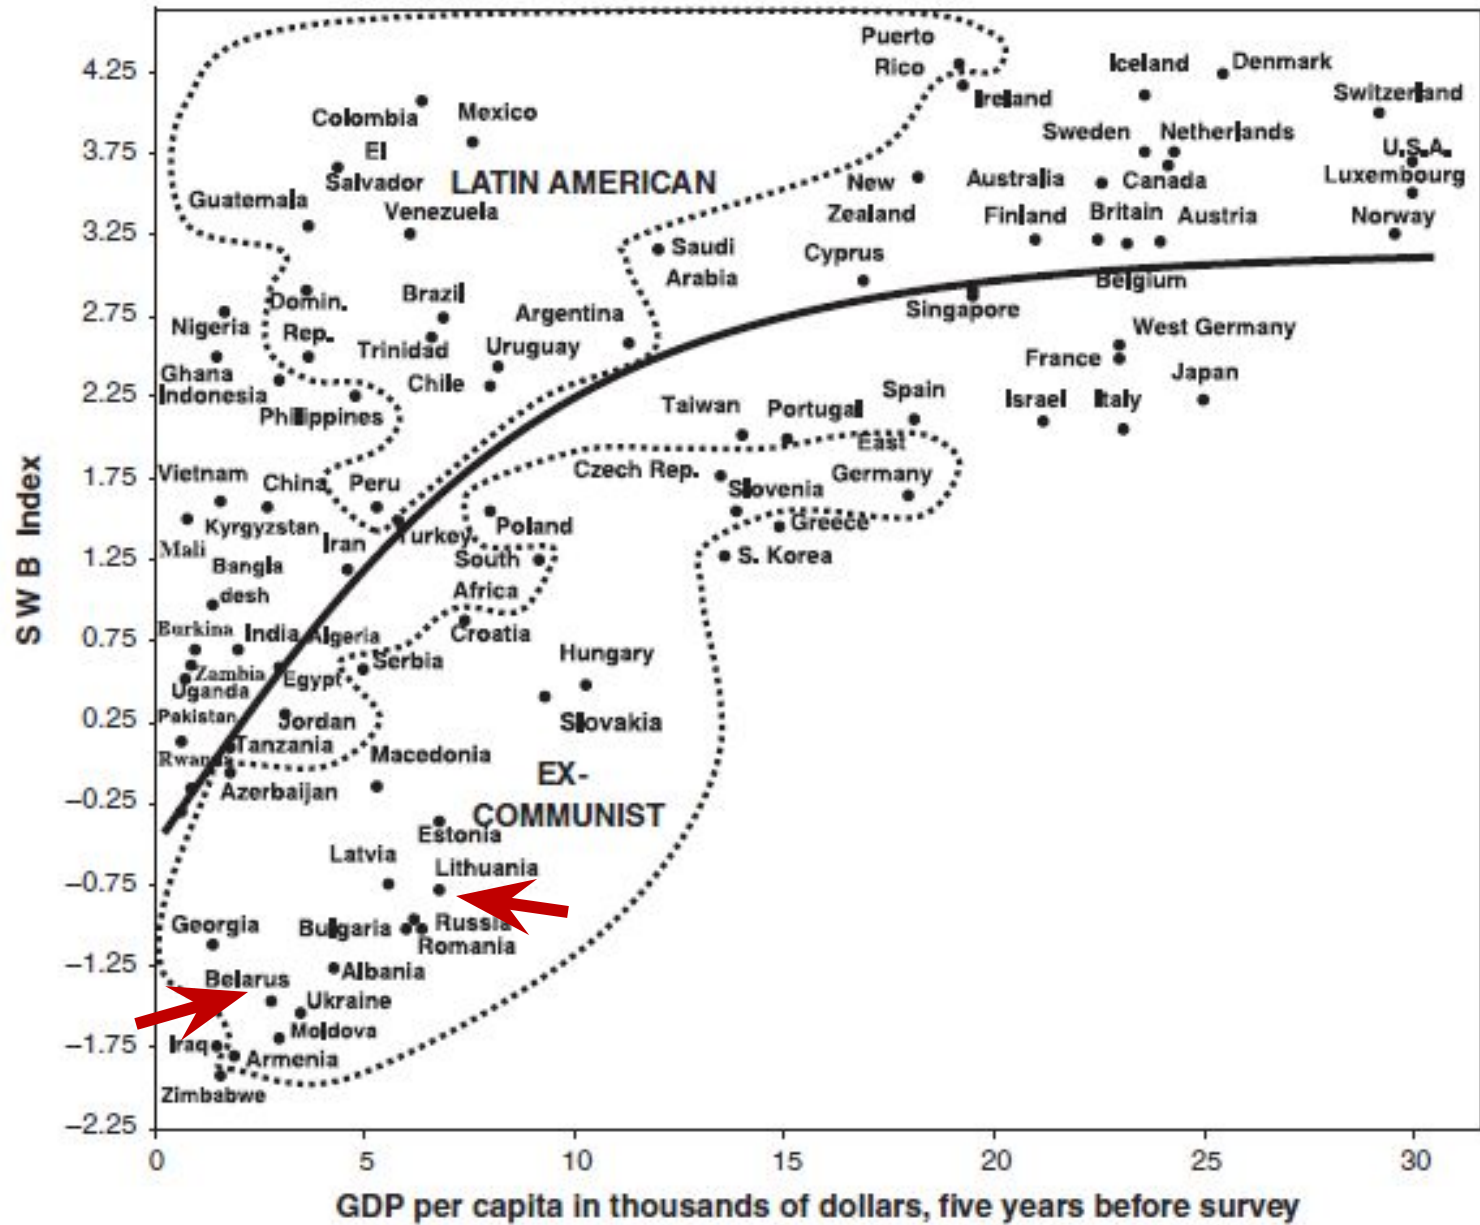 Puerto
Rico
Iceland
Denmark
4.25
Ireland
Switzerland
Colombia
Mexico
Sweden
Netherlands
3.75
El
Salvador
U.S.A.
LATIN AMERICAN
New
Zealand
Australia
Canada
Luxembourg
Guatemala
Venezuela
Finland
Britain
Austria
Norway
3.25
Saudi
Arabia
Cyprus
Belgium
Domin.
Rep.
Brazil
Argentina
Singapore
2.75
Nigeria
Trinidad
Uruguay
West Germany
France
Ghana
Indonesia
Chile
Japan
2.25
Philippines
Taiwan
Portugal
Spain
Israel
Italy
East
Germany
Vietnam
China
Peru
Czech Rep.
1.75
Slovenia
Kyrgyzstan
Turkey
Poland
Greece
Mali
Iran
1.25
South
Africa
S. Korea
Bangla
desh
Burkina
India
Algeria
Croatia
0.75
Zambia
Egypt
Serbia
Hungary
Uganda
Pakistan
0.25
Jordan
Slovakia
Tanzania
Rwanda
Macedonia
Azerbaijan
−0.25
EX-
COMMUNIST
Estonia
Latvia
Lithuania
−0.75
Georgia
Bulgaria
Russia
Romania
−1.25
Albania
Belarus
Ukraine
Moldova
−1.75
Iraq
Armenia
Zimbabwe
−2.25
SWB Index
0
5
10
15
20
25
30
GDP per capita in thousands of dollars, five years before survey